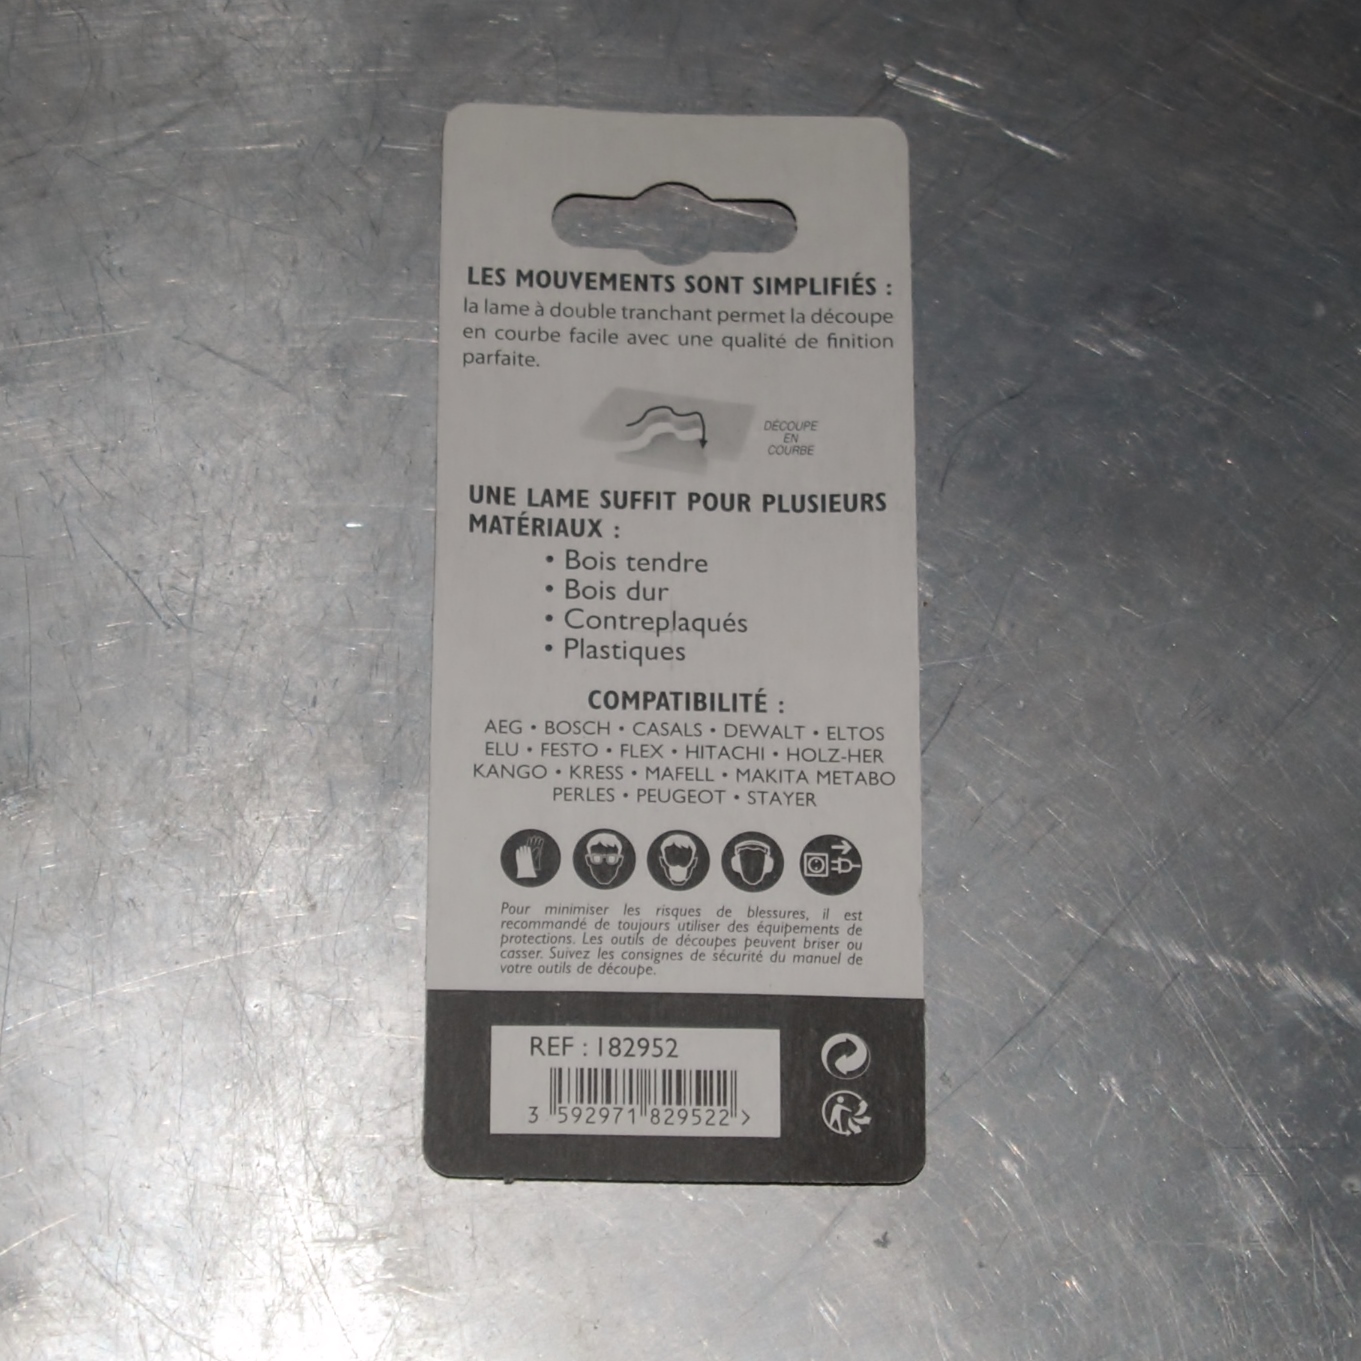 LES MOUVEMENTS SONT SIMPLIFIÉS :
la lame à double tranchant permet la découpe
en courbe facile avec une qualité de finition
parfaite.
DÉCOUPE
EN
COURBE
UNE LAME SUFFIT POUR PLUSIEURS
MATÉRIAUX :
• Bois tendre
• Bois dur
• Contreplaqués
• Plastiques
COMPATIBILITÉ :
AEG • BOSCH • CASALS • DEWALT • ELTOS
ELU • FESTO • FLEX • HITACHI • HOLZ-HER
KANGO • KRESS • MAFELL • MAKITA METABO
PERLES • PEUGEOT • STAYER
Pour minimiser les risques de blessures, il est
recommandé de toujours utiliser des équipements de
protections. Les outils de découpes peuvent briser ou
casser. Suivez les consignes de sécurité du manuel de
votre outils de découpe.
REF : 182952
3 592971 829522 >